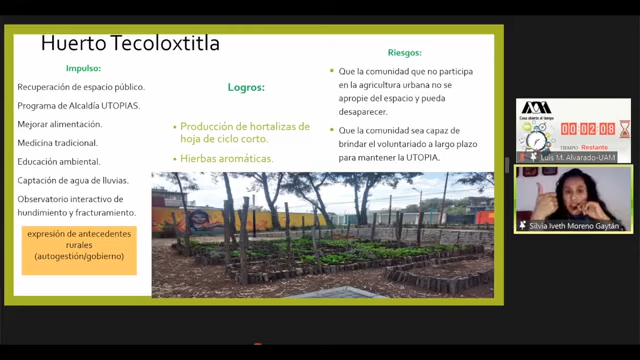 Huerto Tecoloxtitla
Impulso:
Recuperación de espacio público.
Programa de Alcaldía UTOPIAS.
Mejorar alimentación.
Medicina tradicional.
Educación ambiental.
Captación de agua de lluvias.
Observatorio interactivo de
hundimiento y fracturamiento.
expresión de antecedentes
rurales
(autogestión/gobierno)
Logros:
• Producción de hortalizas de
hoja de ciclo corto.
• Hierbas aromáticas.
Riesgos:
Que la comunidad que no participa
en la agricultura urbana no se
apropie del espacio y pueda
desaparecer.
Que la comunidad sea capaz de
brindar el voluntariado a largo plazo
para mantener la UTOPIA.
Casa abierta al tiempo
00:02:08
TIEMPO Restante
Luis M. Alvarado-UAM
Silvia Iveth Moreno Gaytán